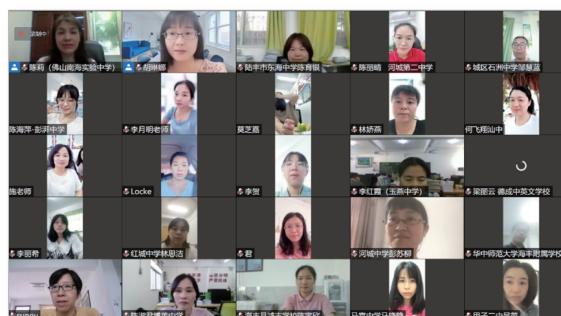 陈莉（佛山南海实验中学）
胡琳娜
陆丰市东海中学陈育银
陈丽晴 河城第二中学
城区石洲中学邹慧蓝
陈海萍-彭湃中学
李月明老师
莫芝嘉
林娇燕
何飞翔汕中
施老师
Locke
李贺
李红霞（玉燕中学）
梁丽云 德成中英文学校
李丽希
红城中学林思洁
君
河城中学彭苏柳
华中师范大学海丰附属学校